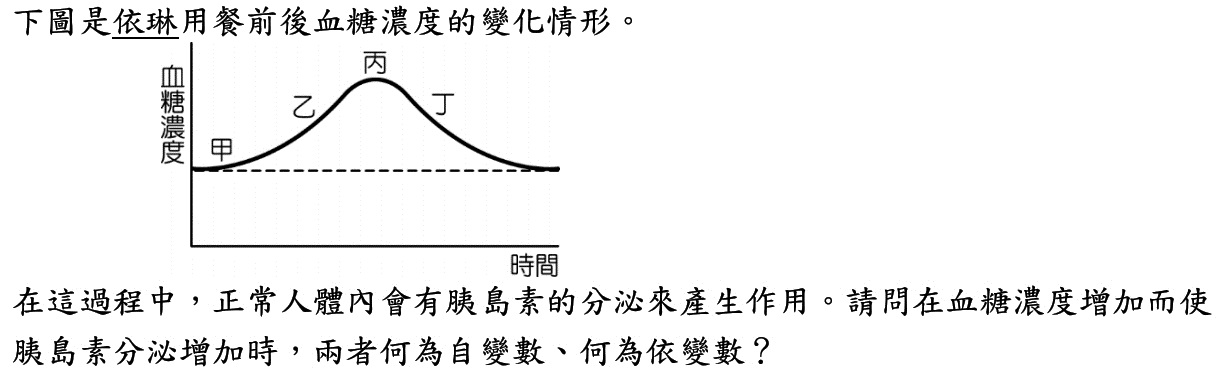 下圖是依琳用餐前後血糖濃度的變化情形。
血糖濃度
甲
乙
丙
丁
時間
在這過程中，正常人體內會有胰島素的分泌來產生作用。請問在血糖濃度增加而使
胰島素分泌增加時，兩者何為自變數、何為依變數？